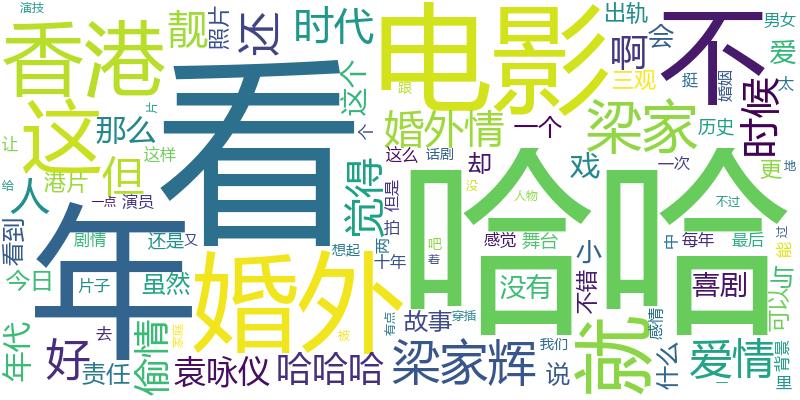 演技
香港
靓
照片
还
时代
电影
出轨
男女
不
啊
会
爱
三观
挺
婚姻
太
看
这个
跟
个
这
那么
但
让
这样
港片
人
一点
演员
给
片
年
觉得
婚外情
一个
梁家
历史
时候
这么
话剧
却
戏
一次
更
地
苗
但是
没
人物
不过
哈哈
看到
剧情
还是
又
想起
两
十年
吧
着
感觉
舞台
小
中
每年
最后
能
过
今日
片子
虽然
婚外
没有
不错
喜剧
可以
与
年代
去
好
责任
偷情
家庭
袁咏仪
哈哈哈
被
有点
故事
穿插
梁家辉
我们
说
就
感情
什么
爱情
一
背景
里